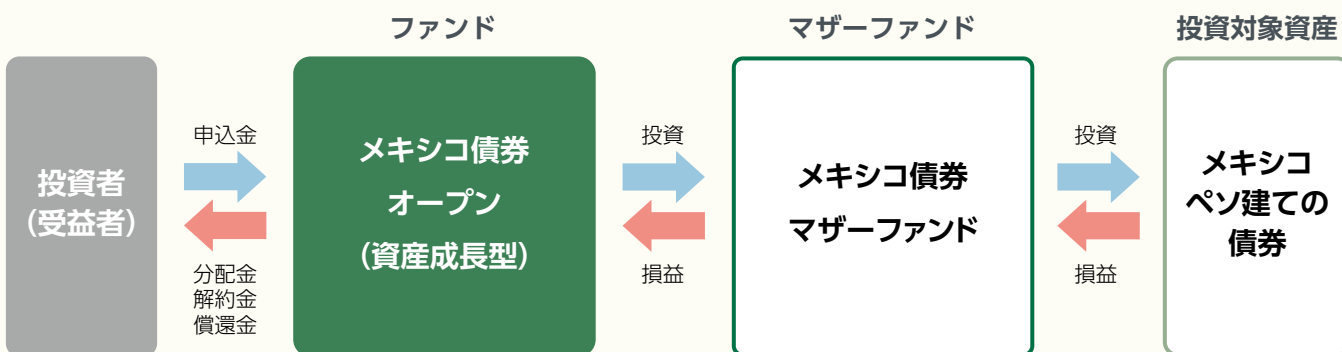 ファンド
マザーファンド
投資対象資産
投資者
(受益者)
申込金
分配金
解約金
償還金
メキシコ債券
オープン
(資産成長型)
投資
損益
メキシコ債券
マザーファンド
投資
損益
メキシコ
ペソ建ての
債券